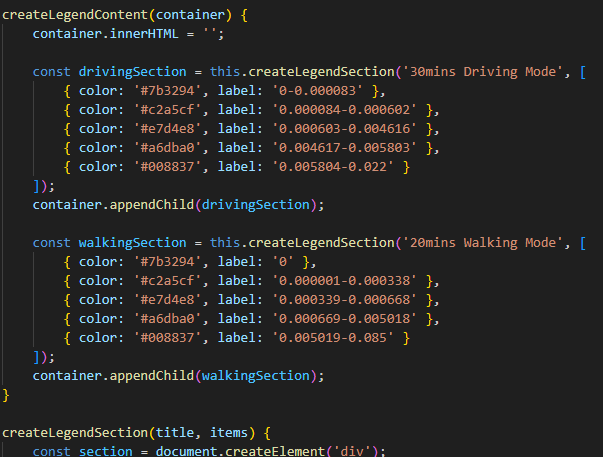 createLegendContent(container) {
container.innerHTML = '';
const drivingSection = this.createLegendSection('30mins Driving Mode', [
{ color: '#7b3294', label: '0-0.000083' },
{ color: '#c2a5cf', label: '0.000084-0.000602' },
{ color: '#e7d4e8', label: '0.000603-0.004616' },
{ color: '#a6dba0', label: '0.004617-0.005803' },
{ color: '#008837', label: '0.005804-0.022' }
]);
container.appendChild(drivingSection);
const walkingSection = this.createLegendSection('20mins Walking Mode', [
{ color: '#7b3294', label: '0' },
{ color: '#c2a5cf', label: '0.000001-0.000338' },
{ color: '#e7d4e8', label: '0.000339-0.000668' },
{ color: '#a6dba0', label: '0.000669-0.005018' },
{ color: '#008837', label: '0.005019-0.085' }
]);
container.appendChild(walkingSection);
}
createLegendSection(title, items) {
const section = document.createElement('div');